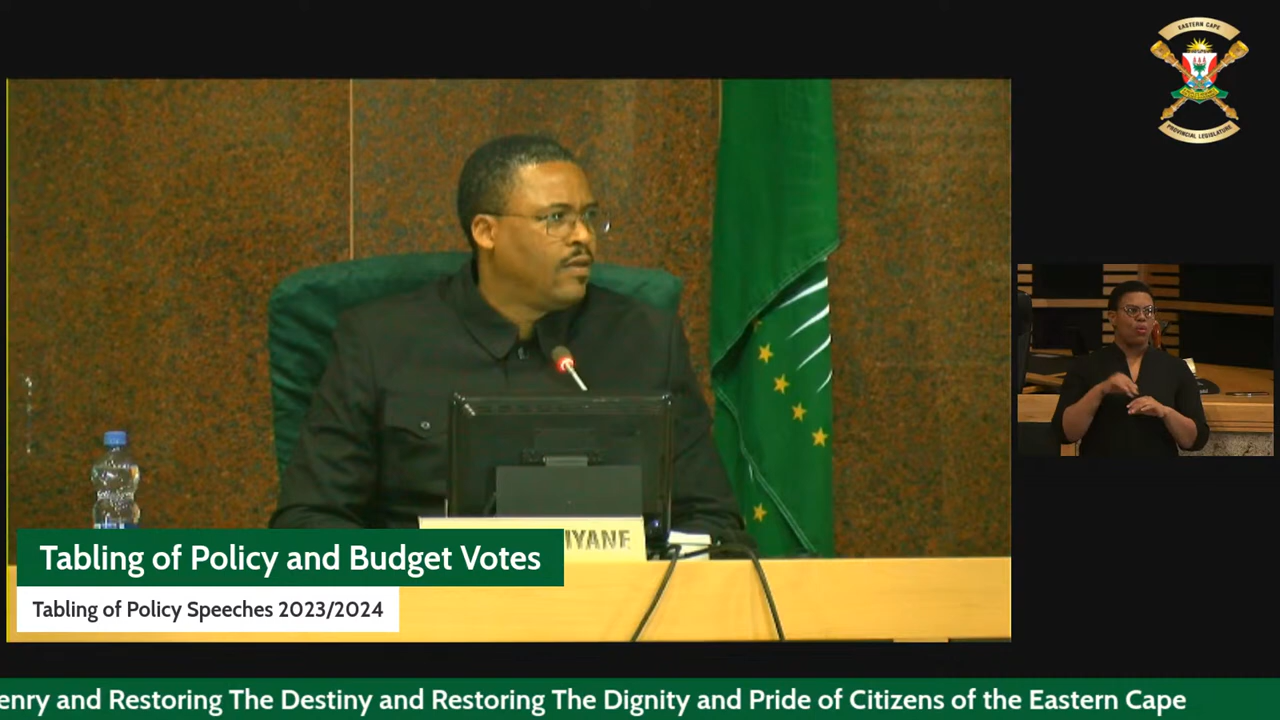 EASTERN CAPE
PROVINCIAL LEGISLATURE
IYANE
Tabling of Policy and Budget Votes
Tabling of Policy Speeches 2023/2024
enry and Restoring The Destiny and Restoring The Dignity and Pride of Citizens of the Eastern Cape